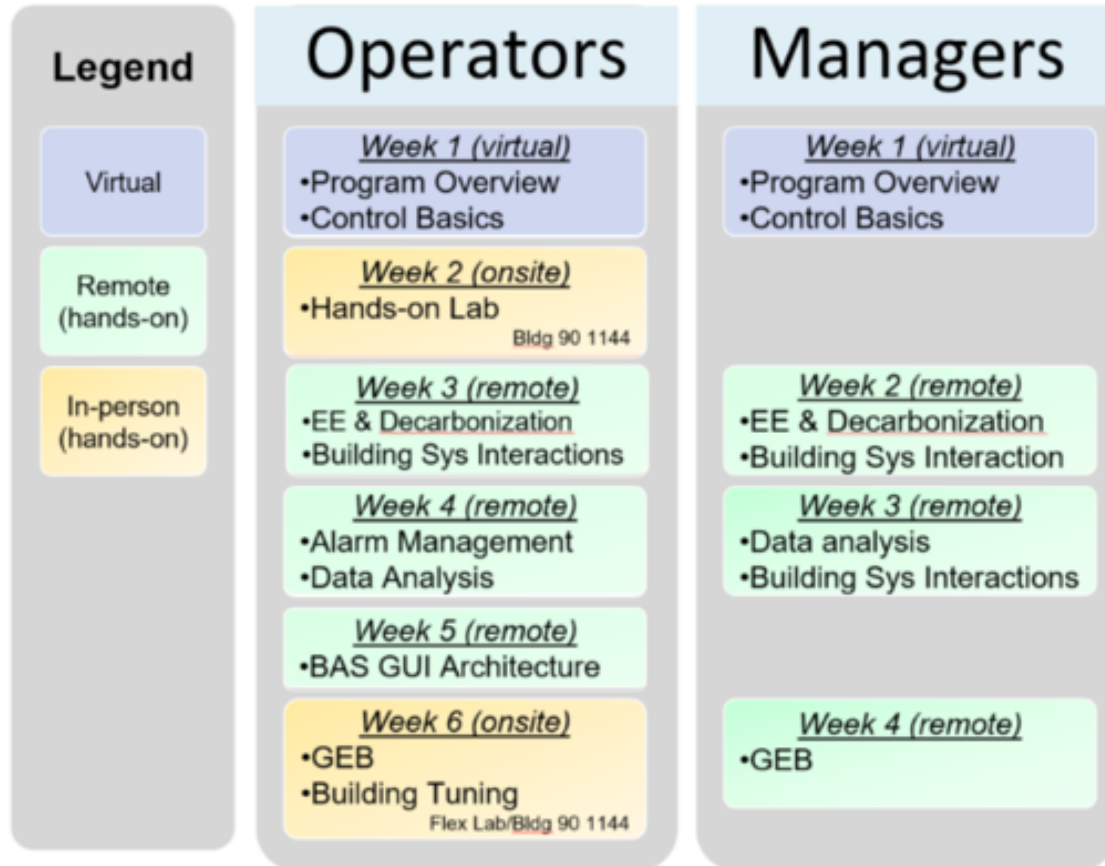 Legend
Virtual
Remote
(hands-on)
In-person
(hands-on)
Operators
Week 1 (virtual)
•Program Overview
•Control Basics
Week 2 (onsite)
•Hands-on Lab
Bldg 90 1144
Week 3 (remote)
•EE & Decarbonization
•Building Sys Interactions
Week 4 (remote)
•Alarm Management
•Data Analysis
Week 5 (remote)
•BAS GUI Architecture
Week 6 (onsite)
•GEB
•Building Tuning
Flex Lab/Bldg 90 1144
Managers
Week 1 (virtual)
•Program Overview
•Control Basics
Week 2 (remote)
•EE & Decarbonization
•Building Sys Interaction
Week 3 (remote)
•Data analysis
•Building Sys Interactions
Week 4 (remote)
•GEB